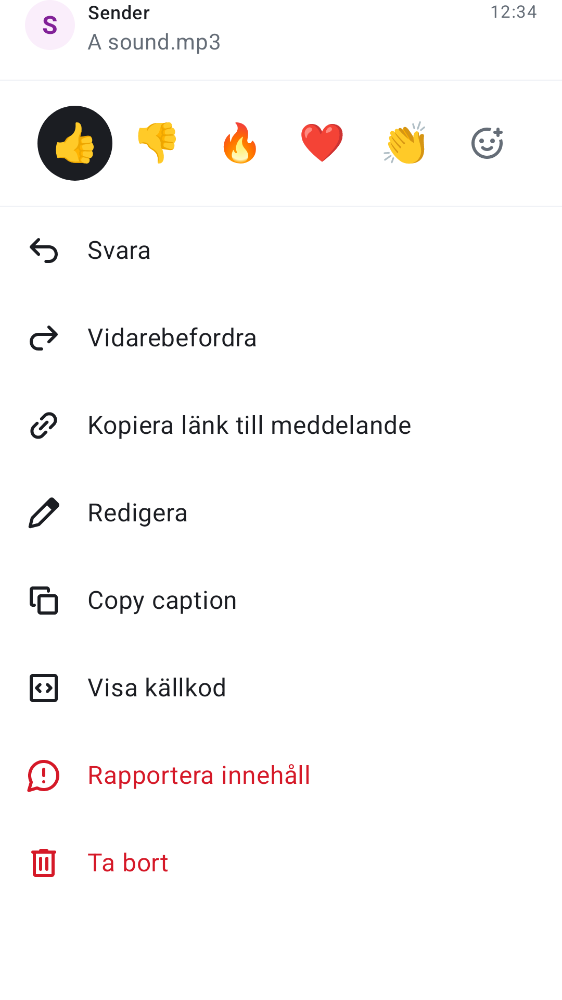 S
Sender
12:34
A sound.mp3
Svara
Vidarebefordra
Kopiera länk till meddelande
Redigera
Copy caption
Visa källkod
Rapportera innehåll
Ta bort